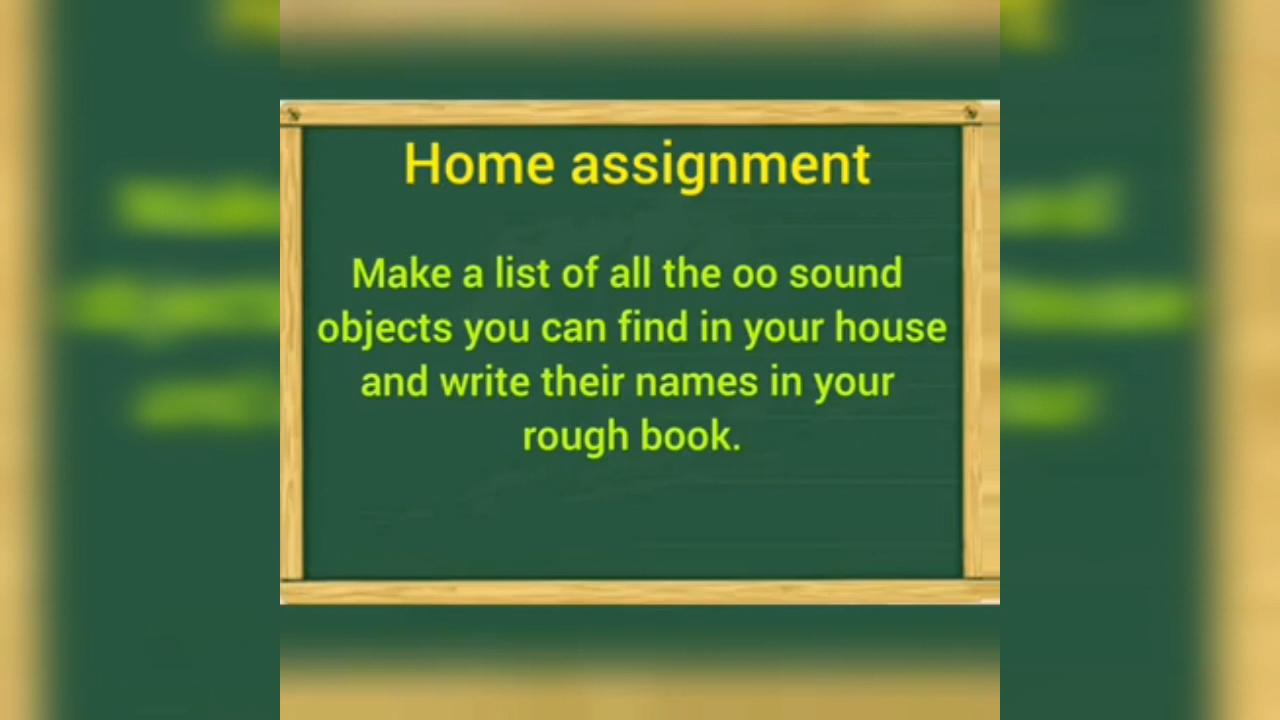 Home assignment
Make a list of all the oo sound
objects you can find in your house
and write their names in your
rough book.